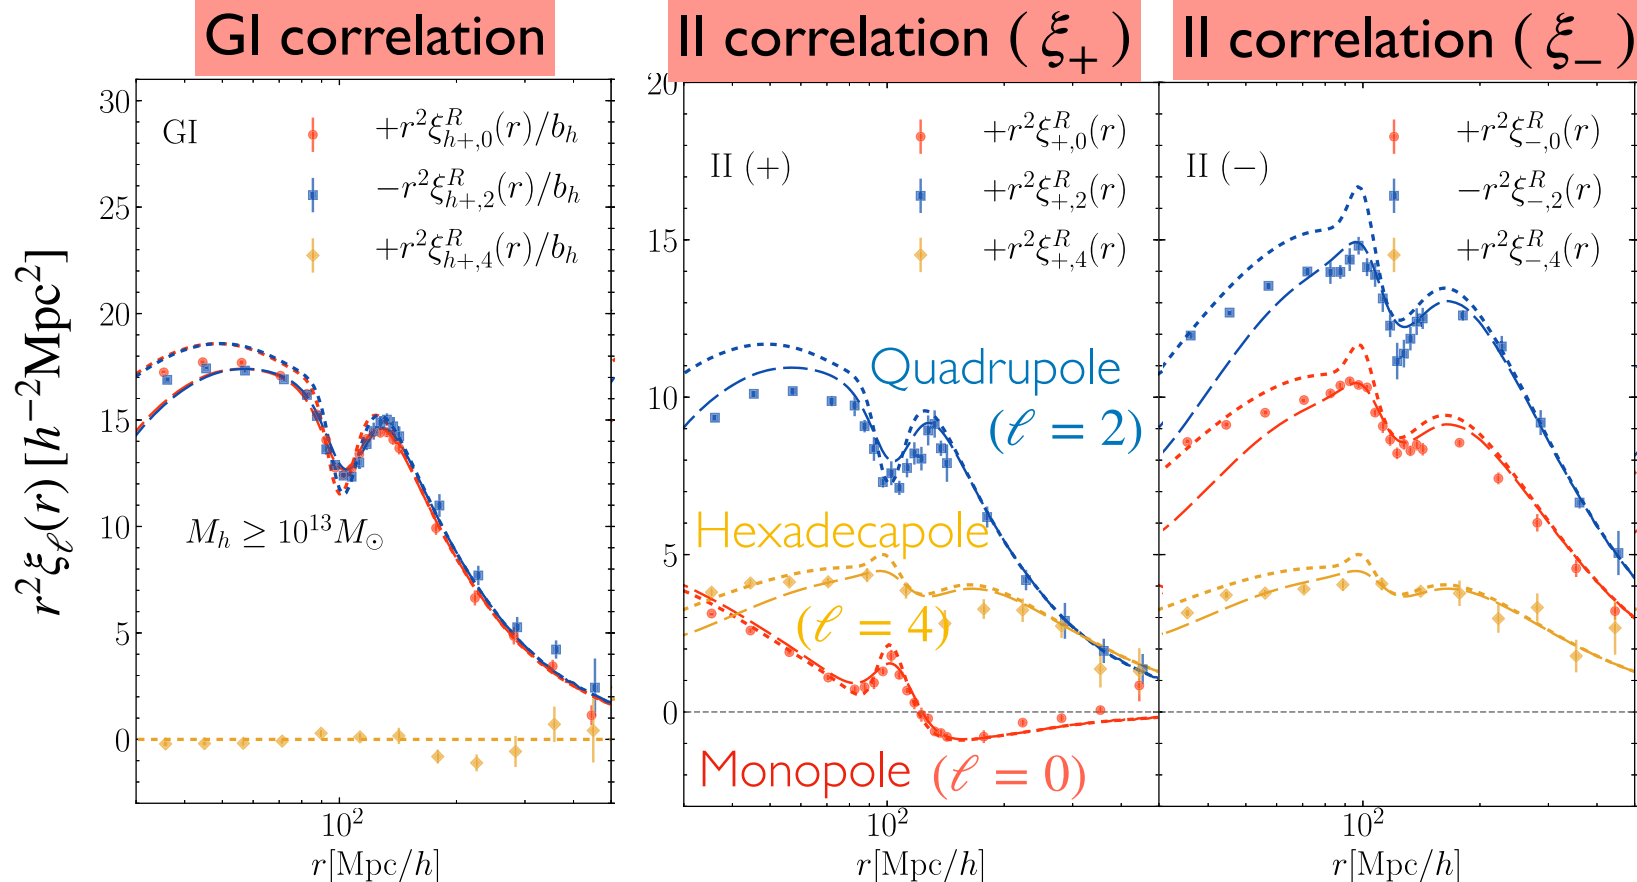 GI correlation
II correlation ( ξ₊ )
II correlation ( ξ₋ )
r²ξ_ℓ(r) [h⁻²Mpc²]
30
25
20
15
10
5
0
GI
+r²ξ^R_{h+,0}(r)/b_h
−r²ξ^R_{h+,2}(r)/b_h
+r²ξ^R_{h+,4}(r)/b_h
M_h ≥ 10¹³M_⊙
10²
r[Mpc/h]
20
15
10
5
0
II (+)
+r²ξ^R_{+,0}(r)
+r²ξ^R_{+,2}(r)
+r²ξ^R_{+,4}(r)
Quadrupole
(ℓ = 2)
Hexadecapole
(ℓ = 4)
Monopole (ℓ = 0)
10²
r[Mpc/h]
II (−)
+r²ξ^R_{−,0}(r)
−r²ξ^R_{−,2}(r)
+r²ξ^R_{−,4}(r)
10²
r[Mpc/h]